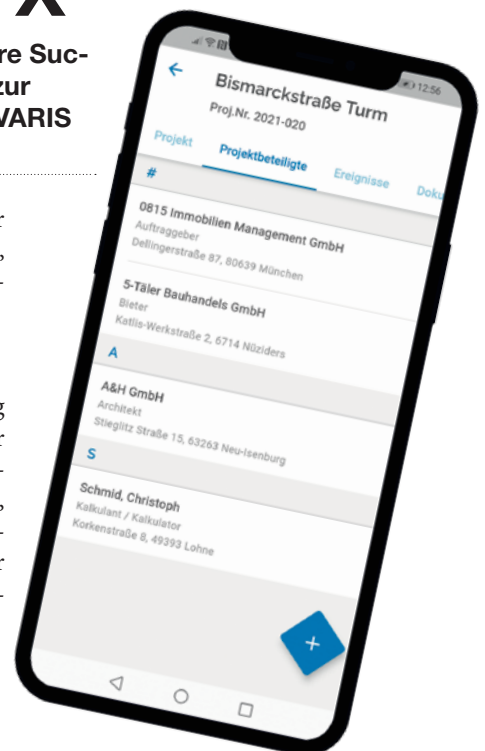 X
re Suc-
zur
VARIS
r
,
-
g
r
-
,
-
r
-
12:56
Bismarckstraße Turm
Proj.Nr. 2021-020
Projekt Projektbeteiligte Ereignisse Doku
#
0815 Immobilien Management GmbH
Auftraggeber
Dellingerstraße 87, 80639 München
5-Täler Bauhandels GmbH
Bieter
Katlis-Werkstraße 2, 6714 Nüziders
A
A&H GmbH
Architekt
Stieglitz Straße 15, 63263 Neu-Isenburg
S
Schmid, Christoph
Kalkulant / Kalkulator
Korkenstraße 8, 49393 Lohne
+